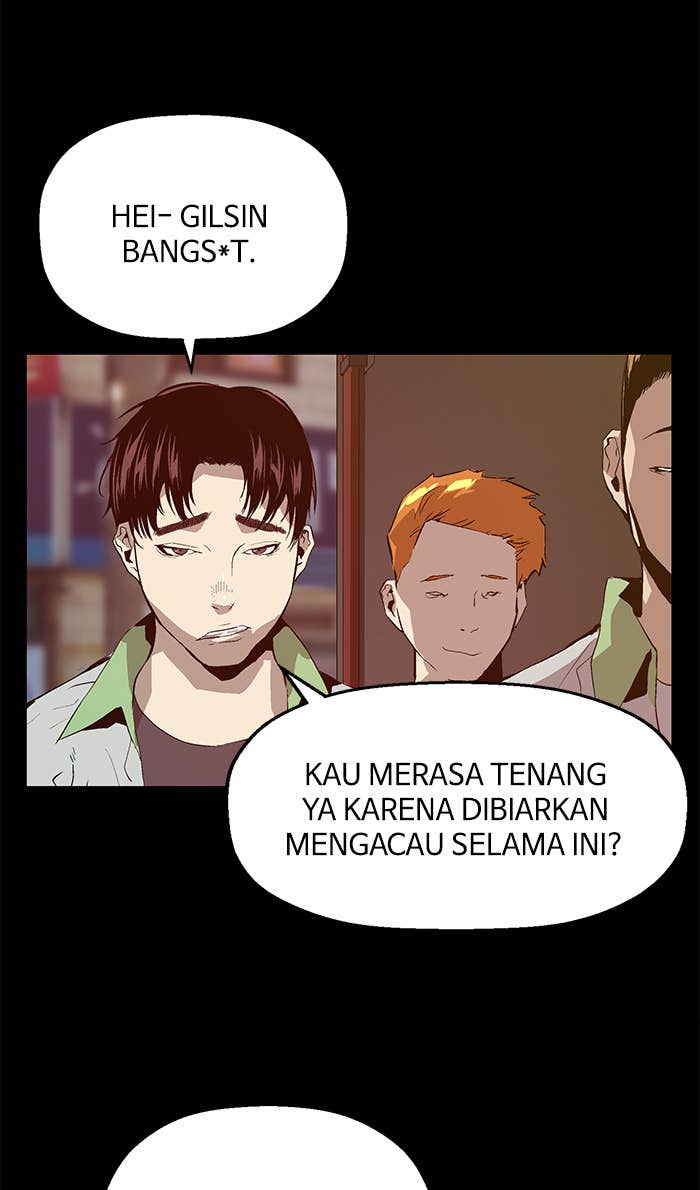 HEI- GILSIN
BANGS*T.
KAU MERASA TENANG
YA KARENA DIBIARKAN
MENGACAU SELAMA INI?